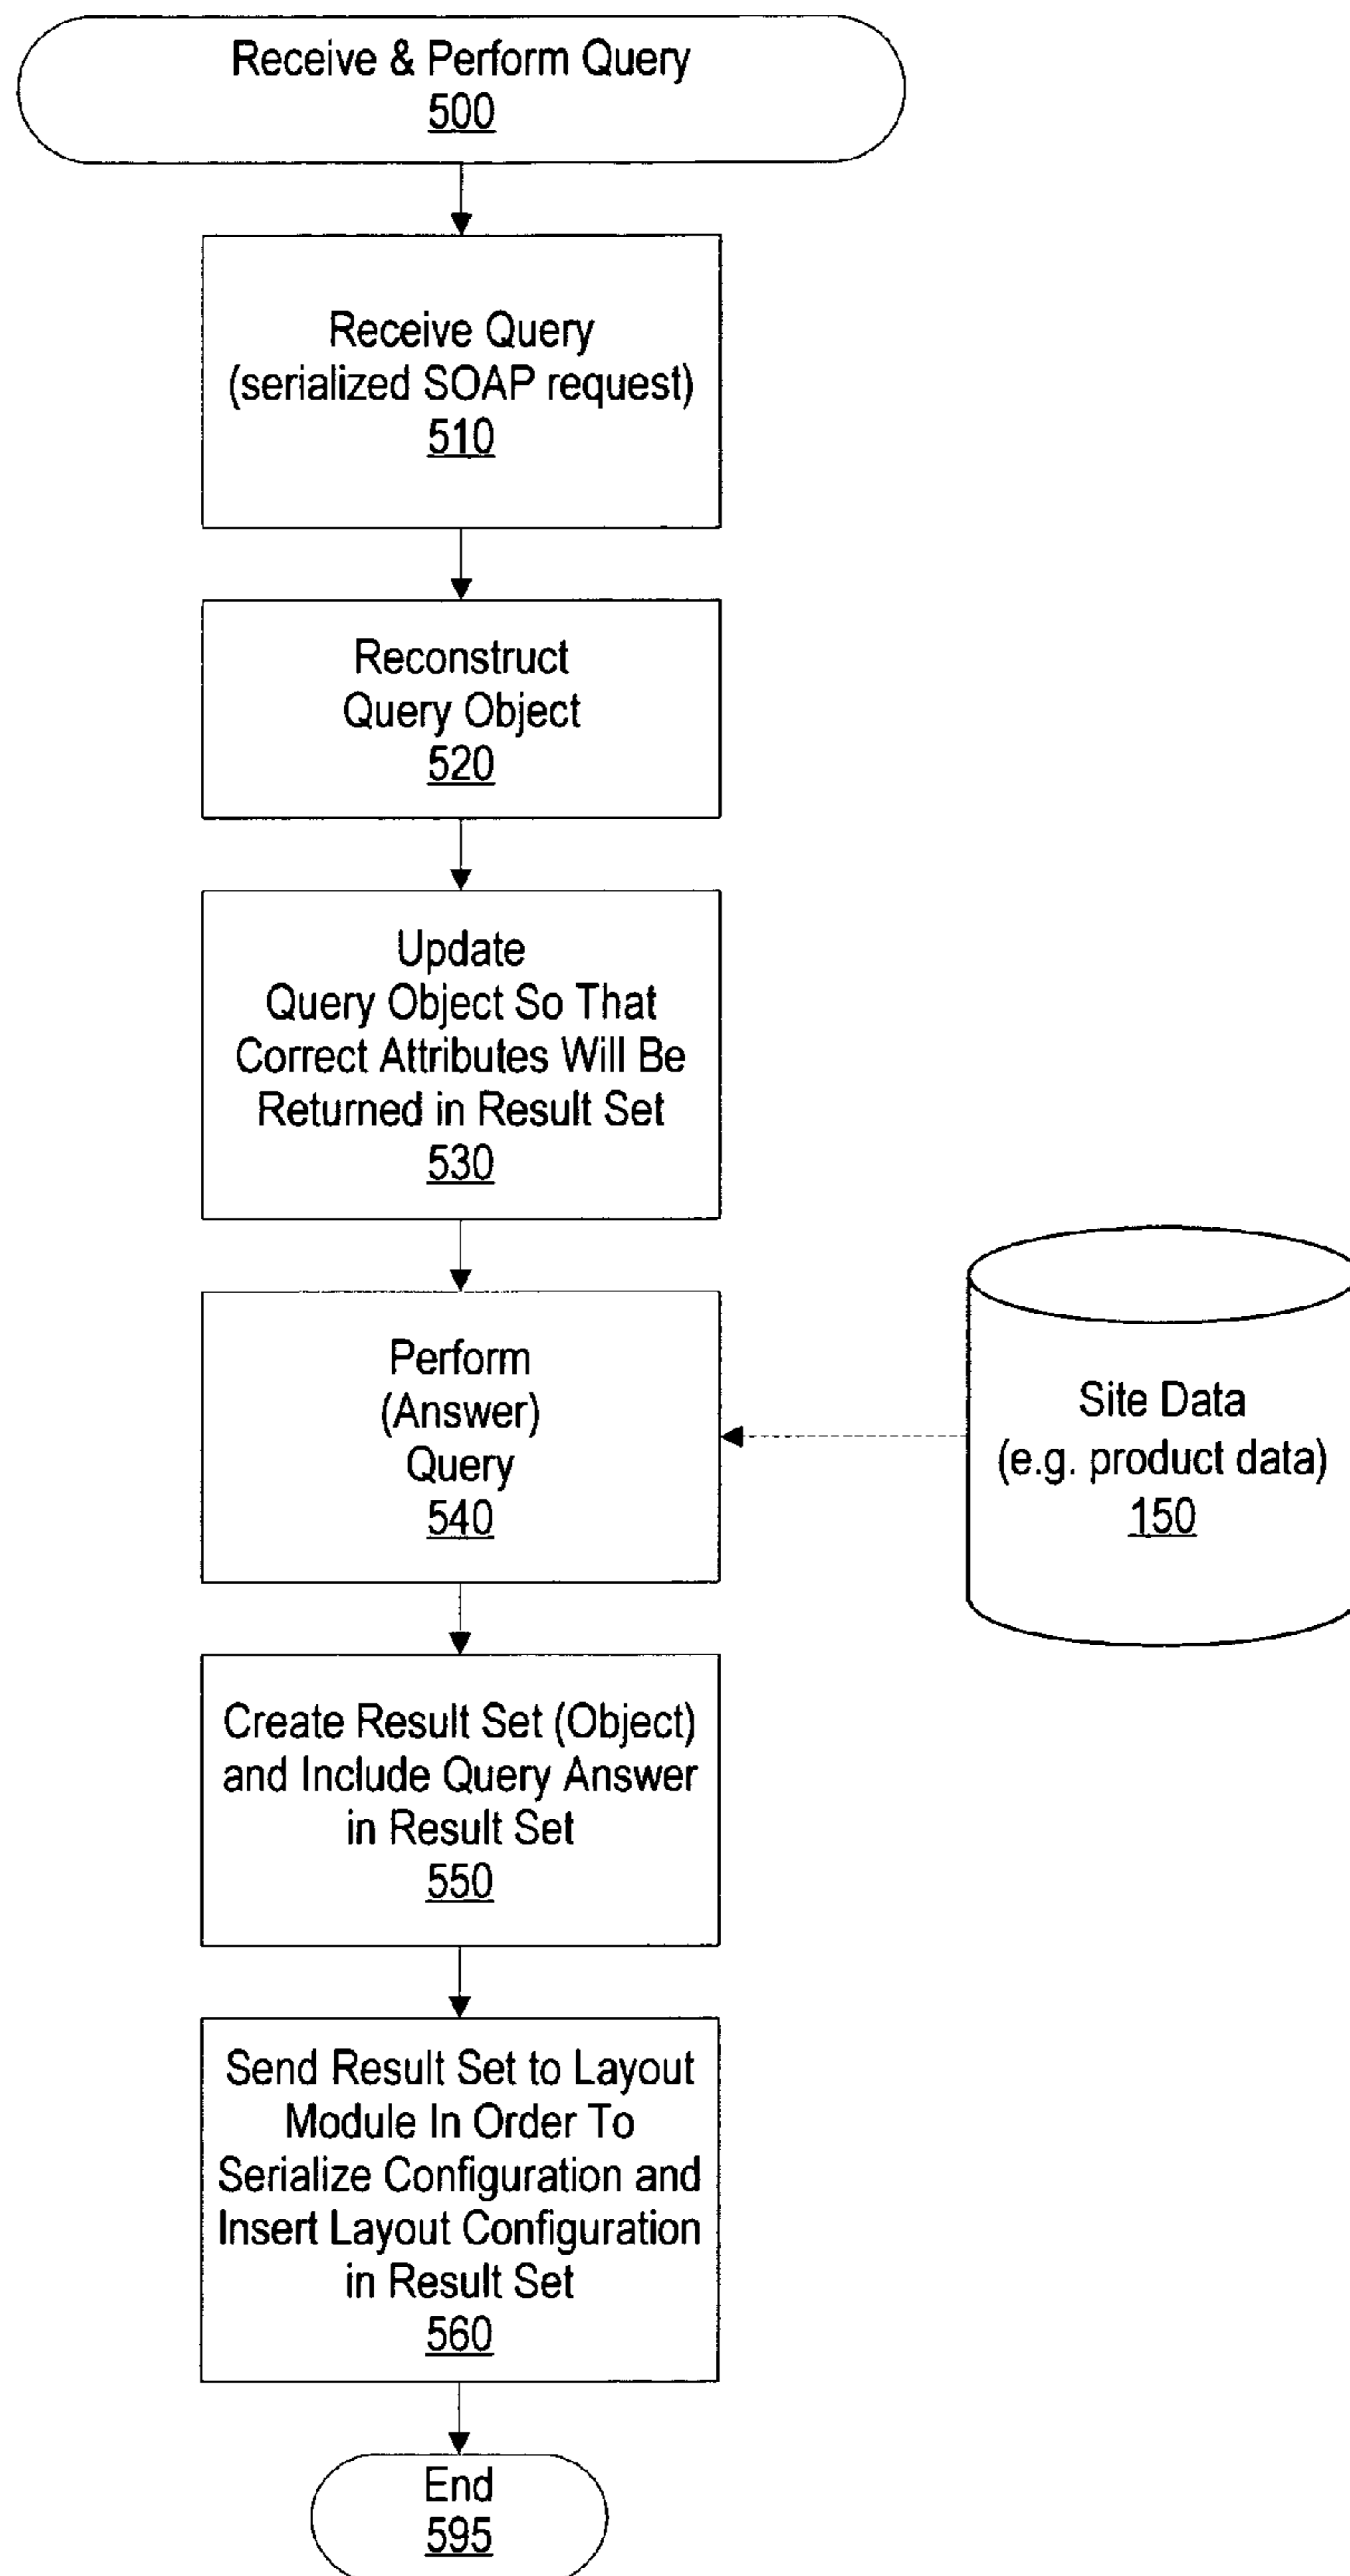 Receive & Perform Query
500
Receive Query
(serialized SOAP request)
510
Reconstruct
Query Object
520
Update
Query Object So That
Correct Attributes Will Be
Returned in Result Set
530
Perform
(Answer)
Query
540
Site Data
(e.g. product data)
150
Create Result Set (Object)
and Include Query Answer
in Result Set
550
Send Result Set to Layout
Module In Order To
Serialize Configuration and
Insert Layout Configuration
in Result Set
560
End
595